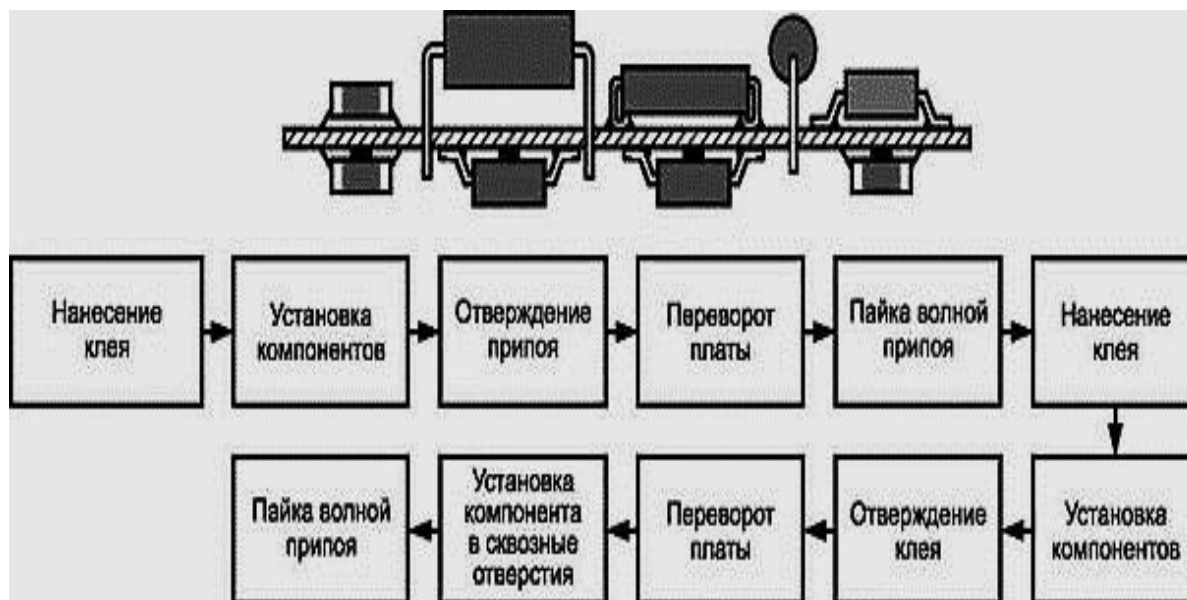 Нанесение
клея
Установка
компонентов
Отверждение
припоя
Переворот
платы
Пайка волной
припоя
Нанесение
клея
Установка
компонентов
Отверждение
клея
Переворот
платы
Установка
компонента
в сквозные
отверстия
Пайка волной
припоя